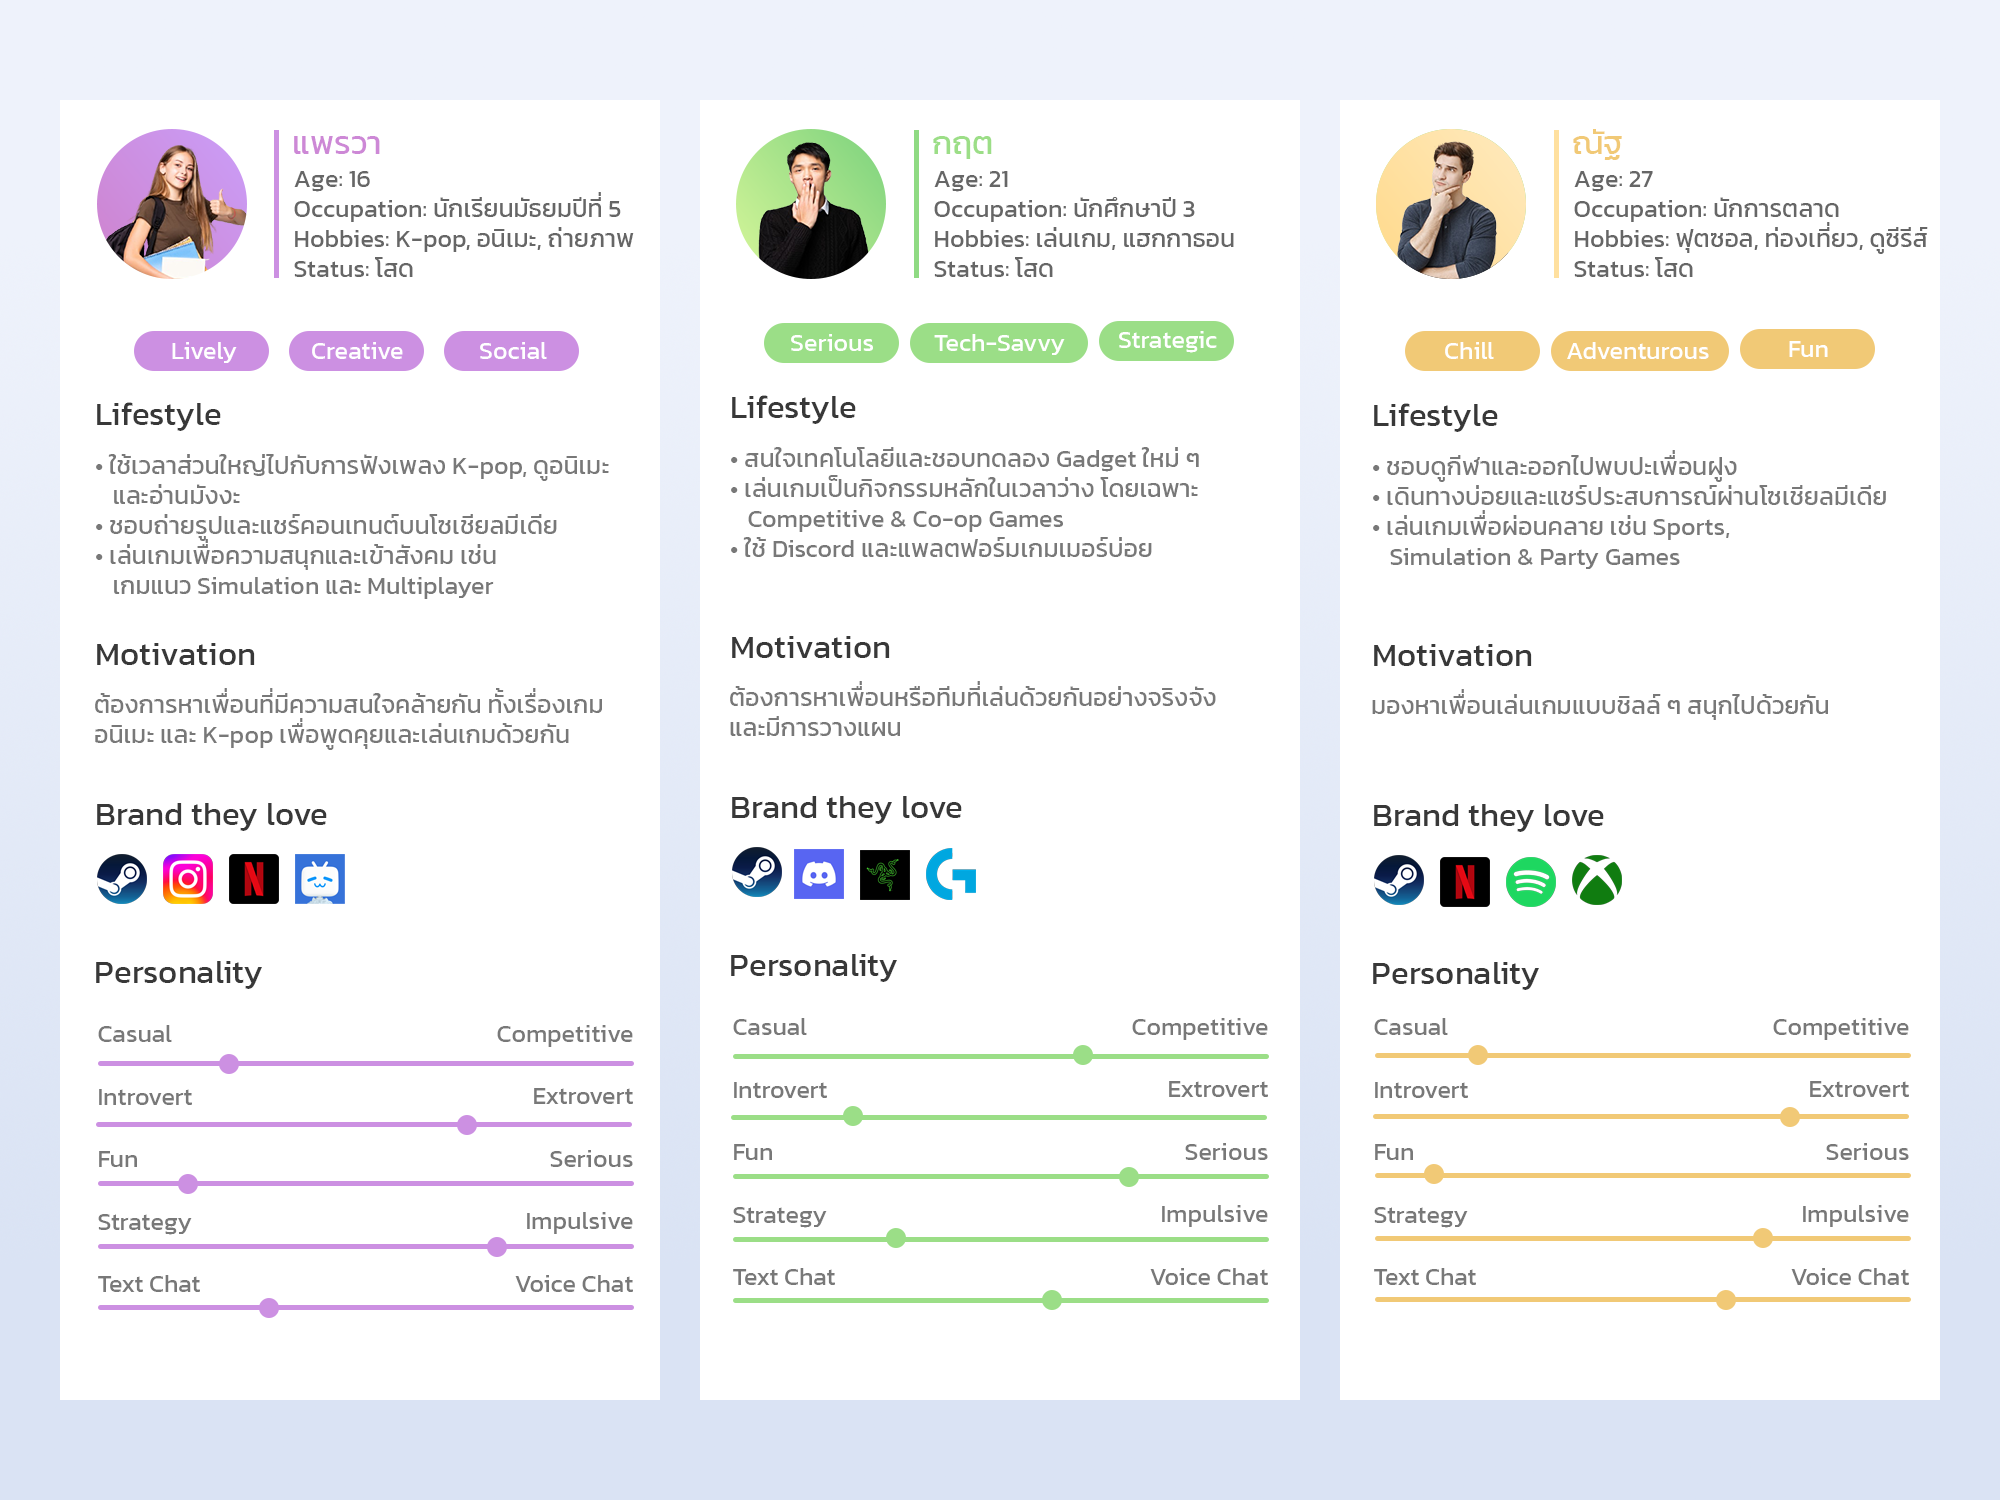 แพรวา
Age: 16
Occupation: นักเรียนมัธยมปีที่ 5
Hobbies: K-pop, อนิเมะ, ถ่ายภาพ
Status: โสด
Lively
Creative
Social
Lifestyle
• ใช้เวลาส่วนใหญ่ไปกับการฟังเพลง K-pop, ดูอนิเมะ
และอ่านมังงะ
• ชอบถ่ายรูปและแชร์คอนเทนต์บนโซเชียลมีเดีย
• เล่นเกมเพื่อความสนุกและเข้าสังคม เช่น
เกมแนว Simulation และ Multiplayer
Motivation
ต้องการหาเพื่อนที่มีความสนใจคล้ายกัน ทั้งเรื่องเกม
อนิเมะ และ K-pop เพื่อพูดคุยและเล่นเกมด้วยกัน
Brand they love
Personality
Casual Competitive
Introvert Extrovert
Fun Serious
Strategy Impulsive
Text Chat Voice Chat
กฤต
Age: 21
Occupation: นักศึกษาปี 3
Hobbies: เล่นเกม, แฮกกาธอน
Status: โสด
Serious
Tech-Savvy
Strategic
Lifestyle
• สนใจเทคโนโลยีและชอบทดลอง Gadget ใหม่ ๆ
• เล่นเกมเป็นกิจกรรมหลักในเวลาว่าง โดยเฉพาะ
Competitive & Co-op Games
• ใช้ Discord และแพลตฟอร์มเกมเมอร์บ่อย
Motivation
ต้องการหาเพื่อนหรือทีมที่เล่นด้วยกันอย่างจริงจัง
และมีการวางแผน
Brand they love
Personality
Casual Competitive
Introvert Extrovert
Fun Serious
Strategy Impulsive
Text Chat Voice Chat
ณัฐ
Age: 27
Occupation: นักการตลาด
Hobbies: ฟุตซอล, ท่องเที่ยว, ดูซีรีส์
Status: โสด
Chill
Adventurous
Fun
Lifestyle
• ชอบดูกีฬาและออกไปพบปะเพื่อนฝูง
• เดินทางบ่อยและแชร์ประสบการณ์ผ่านโซเชียลมีเดีย
• เล่นเกมเพื่อผ่อนคลาย เช่น Sports,
Simulation & Party Games
Motivation
มองหาเพื่อนเล่นเกมแบบชิลล์ ๆ สนุกไปด้วยกัน
Brand they love
Personality
Casual Competitive
Introvert Extrovert
Fun Serious
Strategy Impulsive
Text Chat Voice Chat